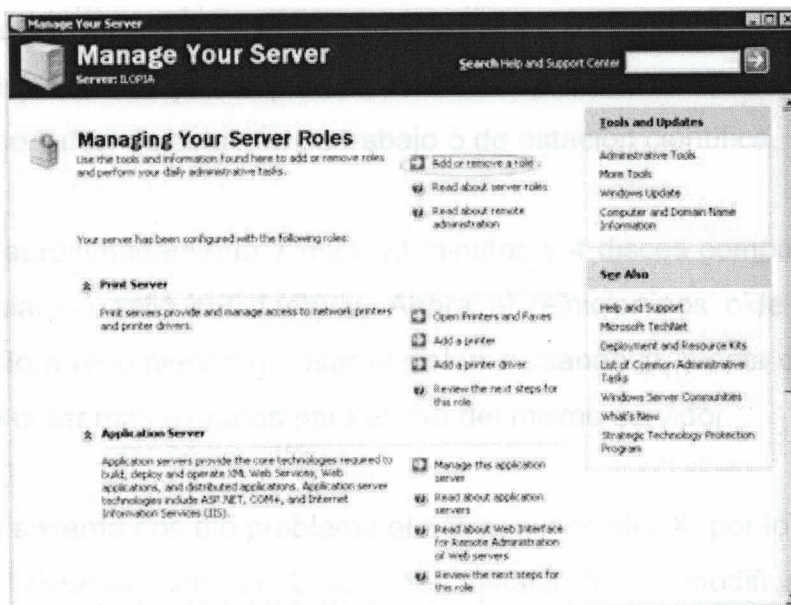 Manage Your Server
Manage Your Server
Server: ILOPIA
Search Help and Support Center
Managing Your Server Roles
Use the tools and information found here to add or remove roles
and perform your daily administrative tasks.
Your server has been configured with the following roles:
Add or remove a role
Read about server roles
Read about remote
administration
Print Server
Print servers provide and manage access to network printers
and printer drivers.
Open Printers and Faxes
Add a printer
Add a printer driver
Review the next steps for
this role
Application Server
Application servers provide the core technologies required to
build, deploy and operate XML Web Services, Web
applications, and distributed applications. Application server
technologies include ASP.NET, COM+, and Internet
Information Services (IIS).
Manage this application
server
Read about application
servers
Read about Web Interface
for Remote Administration
of Web servers
Review the next steps for
this role
Tools and Updates
Administrative Tools
More Tools
Windows Update
Computer and Domain Name
Information
See Also
Help and Support
Microsoft TechNet
Deployment and Resource Kits
List of Common Administrative
Tasks
Windows Server Communities
What's New
Strategic Technology Protection
Program